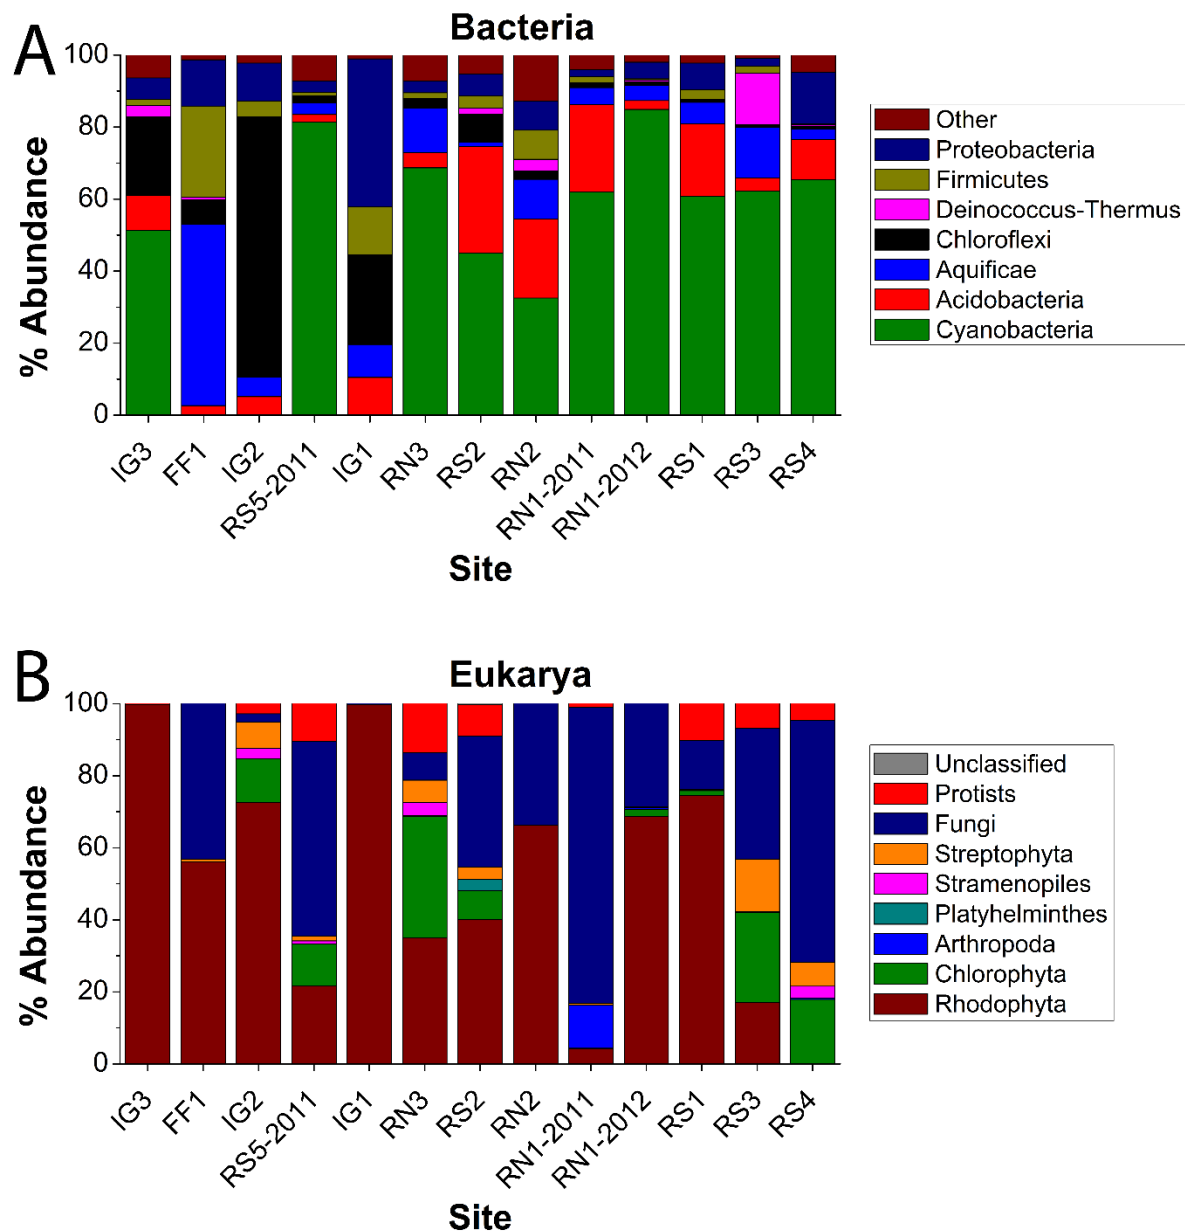 A
Bacteria
100
80
60
40
20
0
% Abundance
IG3
FF1
IG2
RS5-2011
IG1
RN3
RS2
RN2
RN1-2011
RN1-2012
RS1
RS3
RS4
Site
Other
Proteobacteria
Firmicutes
Deinococcus-Thermus
Chloroflexi
Aquificae
Acidobacteria
Cyanobacteria
B
Eukarya
100
80
60
40
20
0
% Abundance
IG3
FF1
IG2
RS5-2011
IG1
RN3
RS2
RN2
RN1-2011
RN1-2012
RS1
RS3
RS4
Site
Unclassified
Protists
Fungi
Streptophyta
Stramenopiles
Platyhelminthes
Arthropoda
Chlorophyta
Rhodophyta